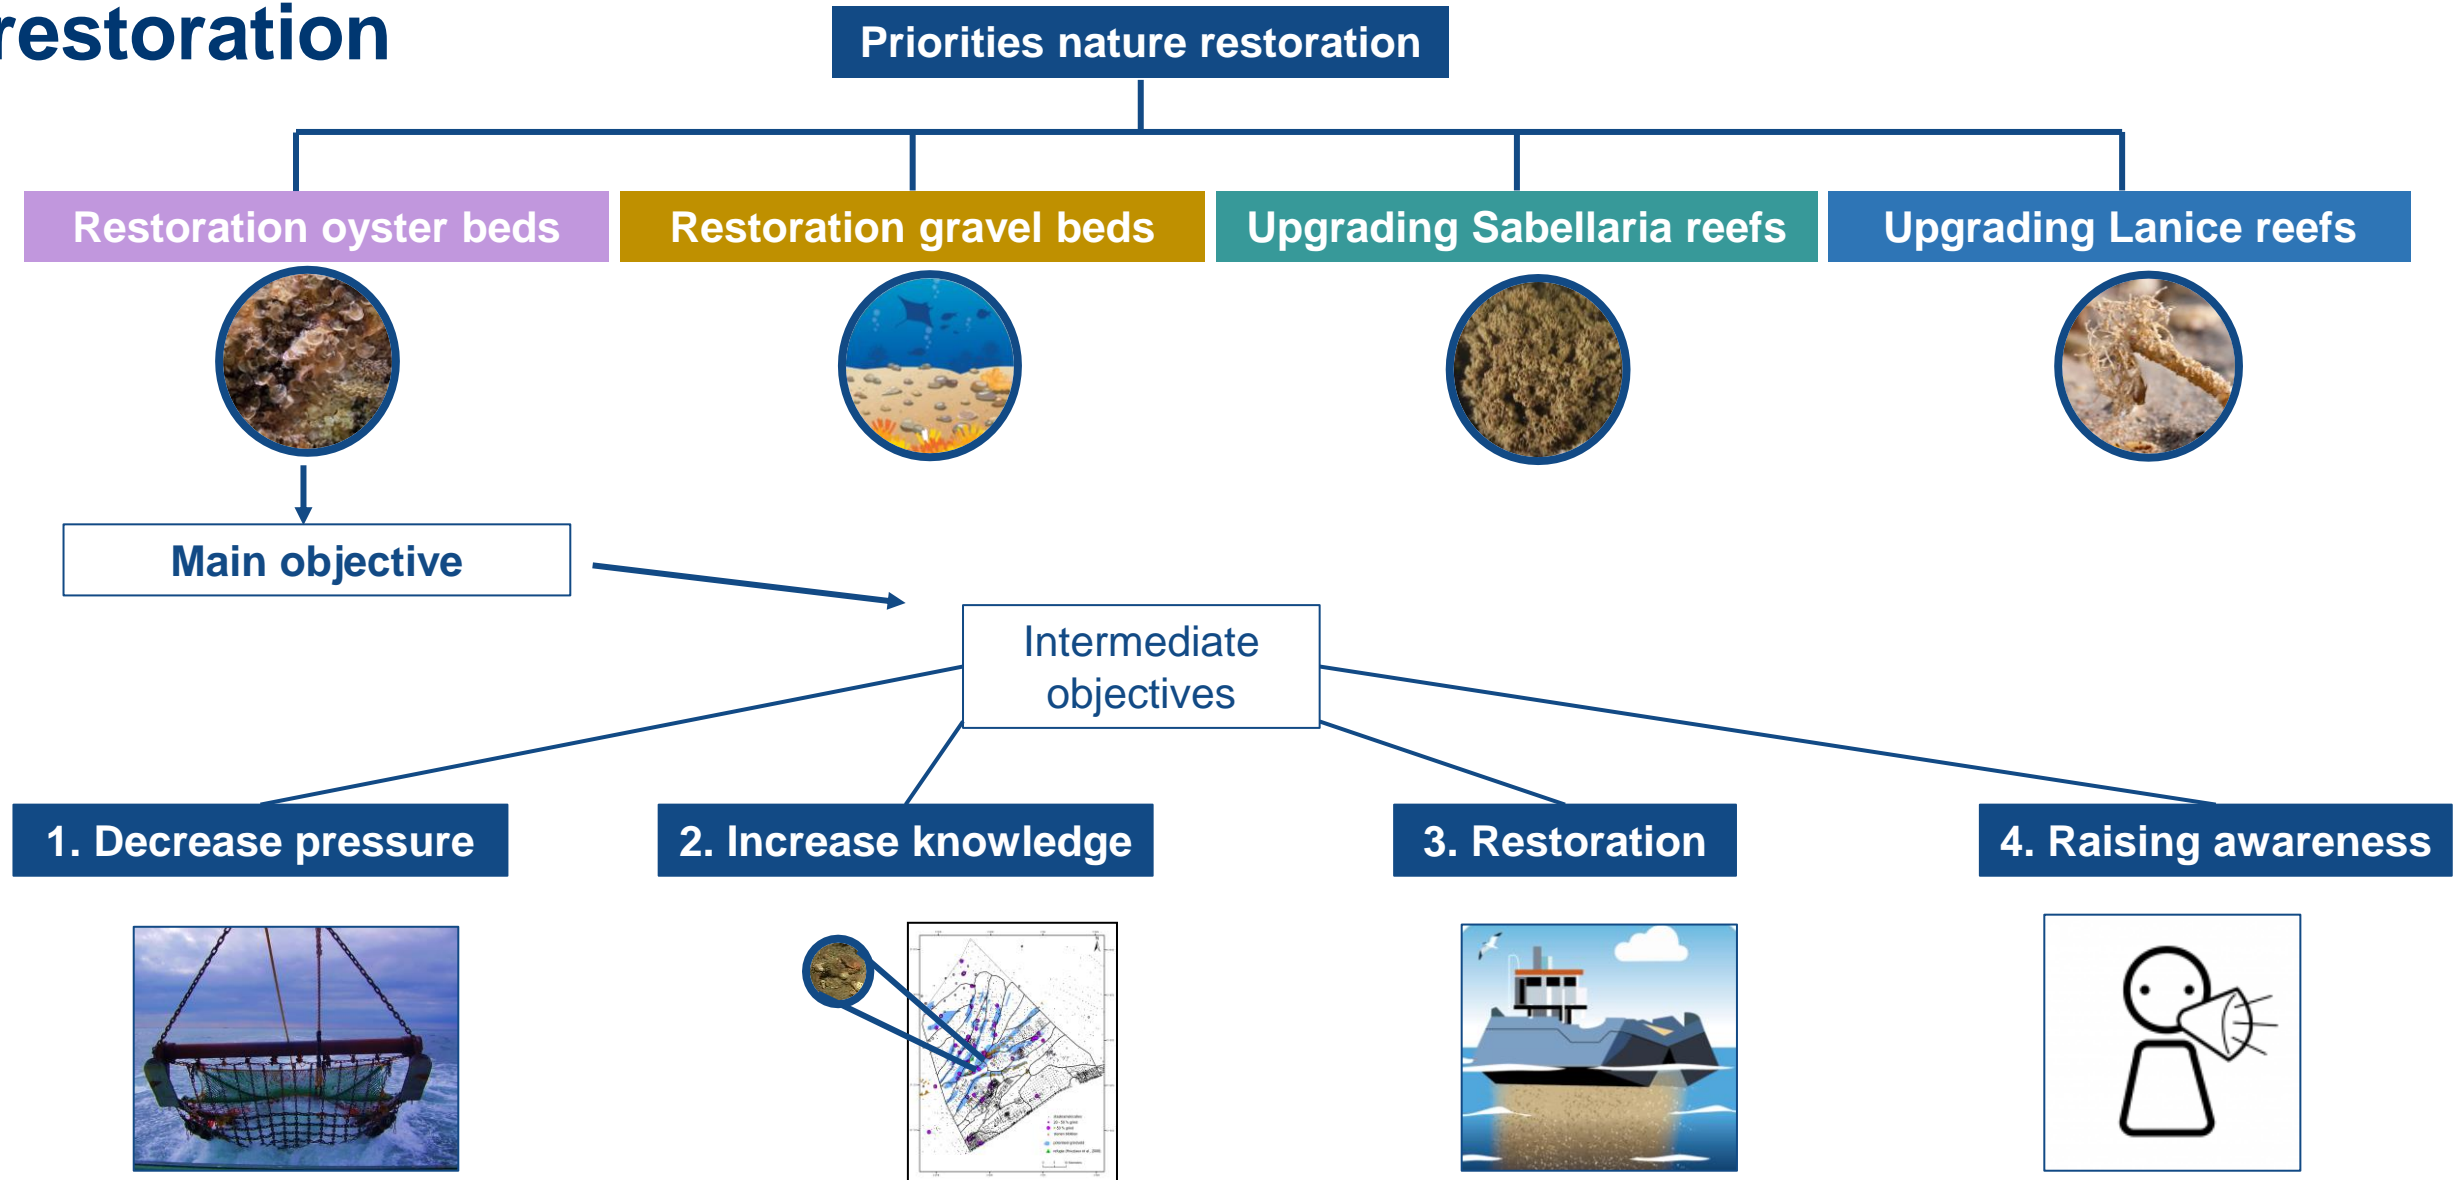 restoration
Priorities nature restoration
Restoration oyster beds
Restoration gravel beds
Upgrading Sabellaria reefs
Upgrading Lanice reefs
Main objective
Intermediate
objectives
1. Decrease pressure
2. Increase knowledge
3. Restoration
4. Raising awareness